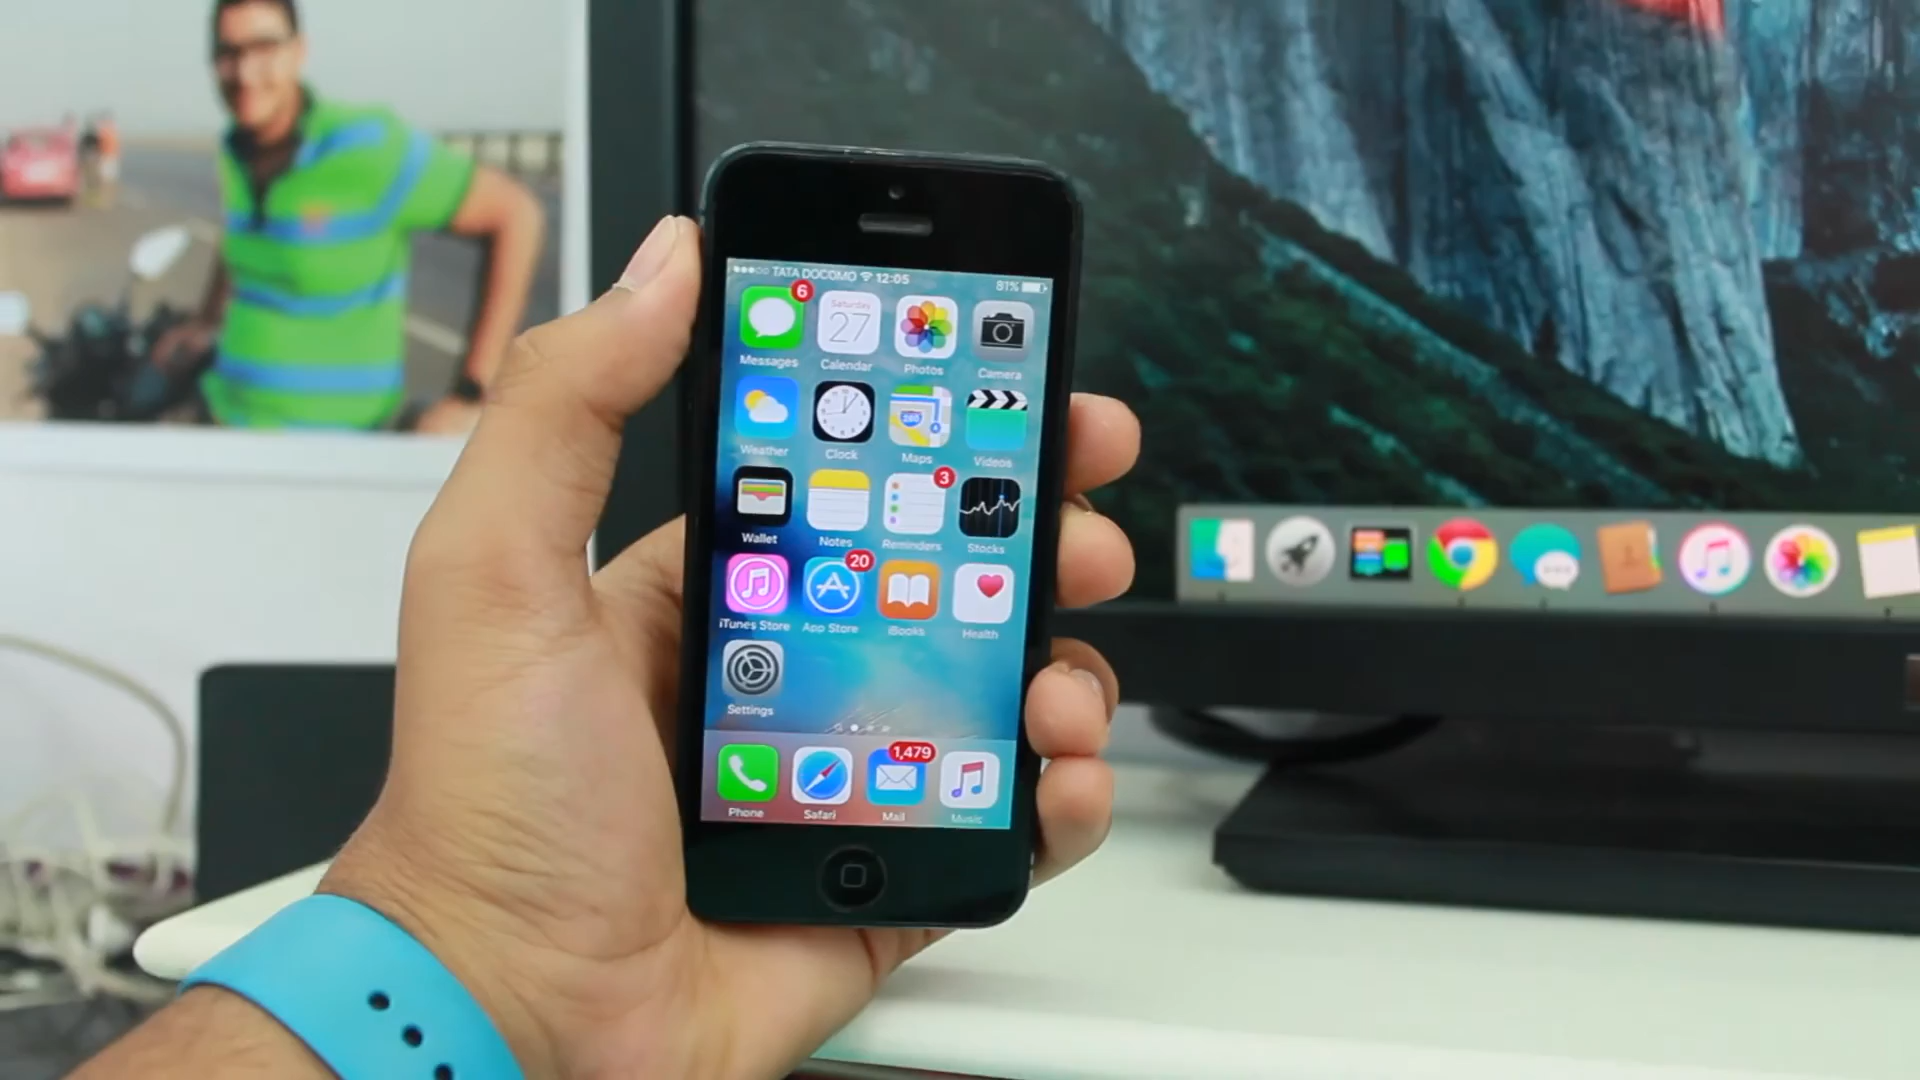 TATA DOCOMO 12:05 81%
6
Saturday
27
Messages Calendar Photos Camera
280
Weather Clock Maps Videos
3
Wallet Notes Reminders Stocks
20
iTunes Store App Store iBooks Health
Settings
1,479
Phone Safari Mail Music